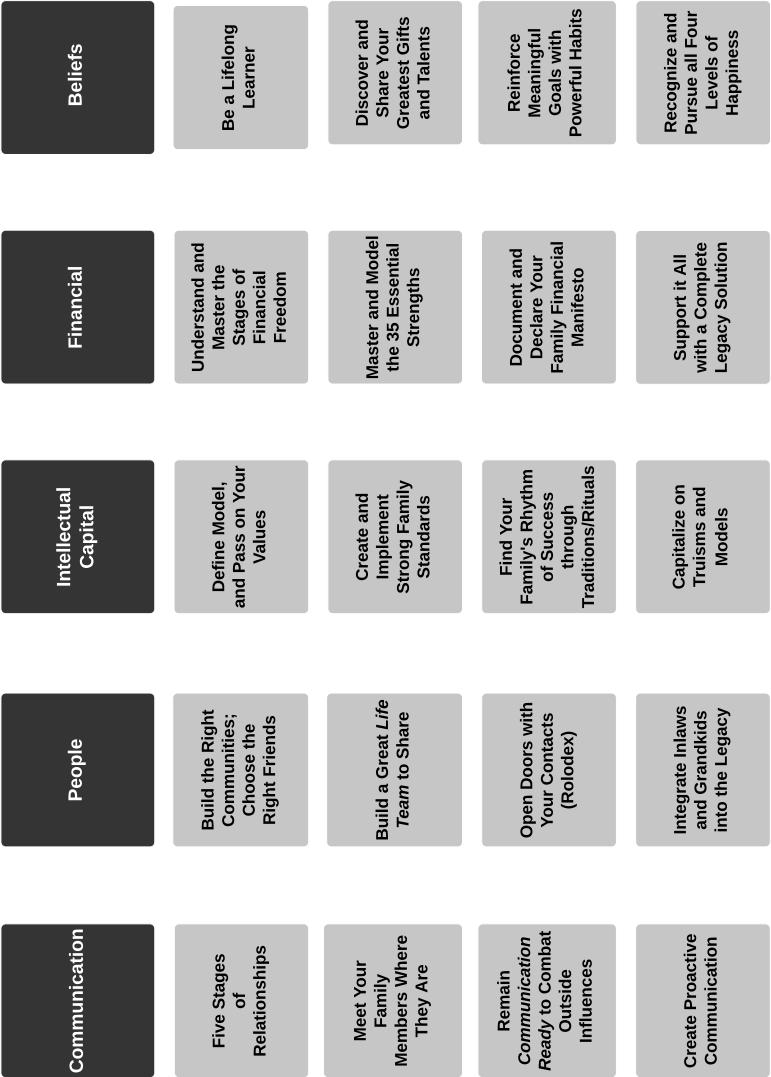 Communication
People
Intellectual
Capital
Financial
Beliefs
Five Stages
of
Relationships
Build the Right
Communities;
Choose the
Right Friends
Define Model,
and Pass on Your
Values
Understand and
Master the
Stages of
Financial
Freedom
Be a Lifelong
Learner
Meet Your
Family
Members Where
They Are
Build a Great Life
Team to Share
Create and
Implement
Strong Family
Standards
Master and Model
the 35 Essential
Strengths
Discover and
Share Your
Greatest Gifts
and Talents
Remain
Communication
Ready to Combat
Outside
Influences
Open Doors with
Your Contacts
(Rolodex)
Find Your
Family's Rhythm
of Success
through
Traditions/Rituals
Document and
Declare Your
Family Financial
Manifesto
Reinforce
Meaningful
Goals with
Powerful Habits
Create Proactive
Communication
Integrate Inlaws
and Grandkids
into the Legacy
Capitalize on
Truisms and
Models
Support it All
with a Complete
Legacy Solution
Recognize and
Pursue all Four
Levels of
Happiness